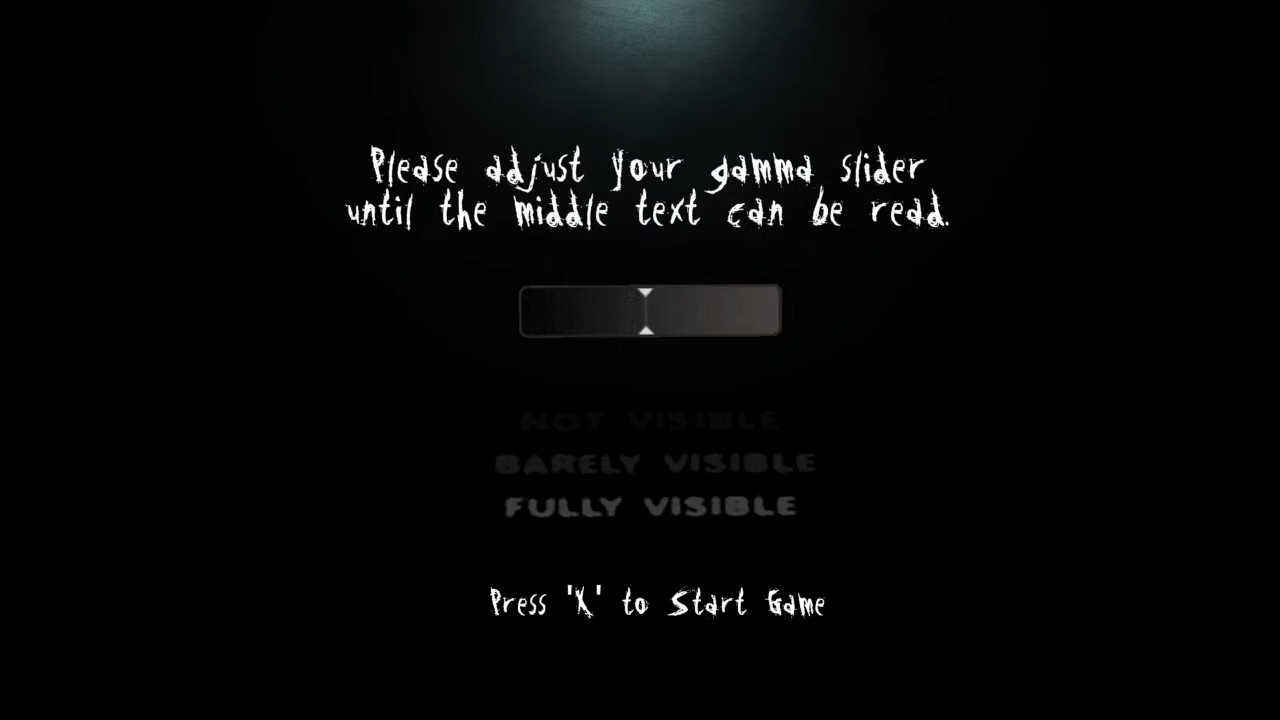 Please adjust your gamma slider
until the middle text can be read.
NOT VISIBLE
BARELY VISIBLE
FULLY VISIBLE
Press 'X' to Start Game